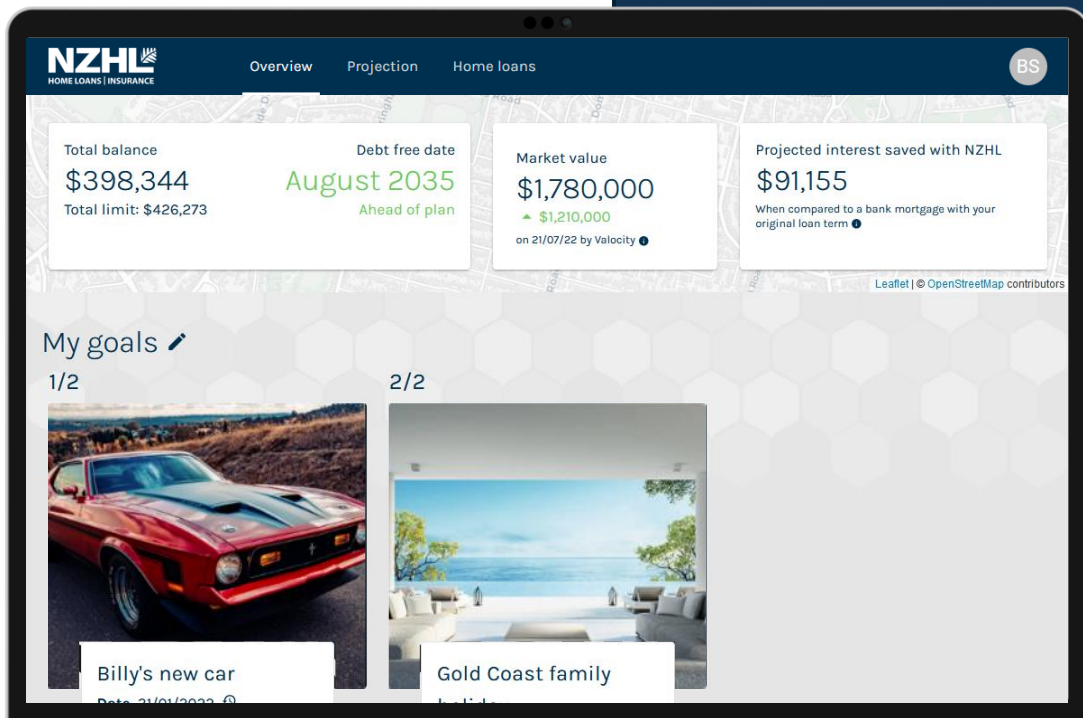 NZHL
HOME LOANS | INSURANCE
Overview Projection Home loans
BS
Total balance
$398,344
Total limit: $426,273
Debt free date
August 2035
Ahead of plan
Market value
$1,780,000
$1,210,000
on 21/07/22 by Valocity
Projected interest saved with NZHL
$91,155
When compared to a bank mortgage with your
original loan term
Leaflet | © OpenStreetMap contributors
My goals
1/2
2/2
Billy's new car
Gold Coast family